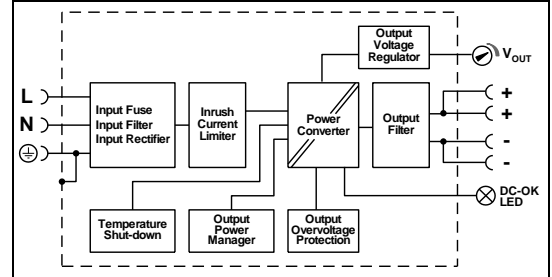 Output
Voltage
Regulator
VOUT
L
N
Input Fuse
Input Filter
Input Rectifier
Inrush
Current
Limiter
Power
Converter
Output
Filter
+
+
-
-
DC-OK
LED
Temperature
Shut-down
Output
Power
Manager
Output
Overvoltage
Protection